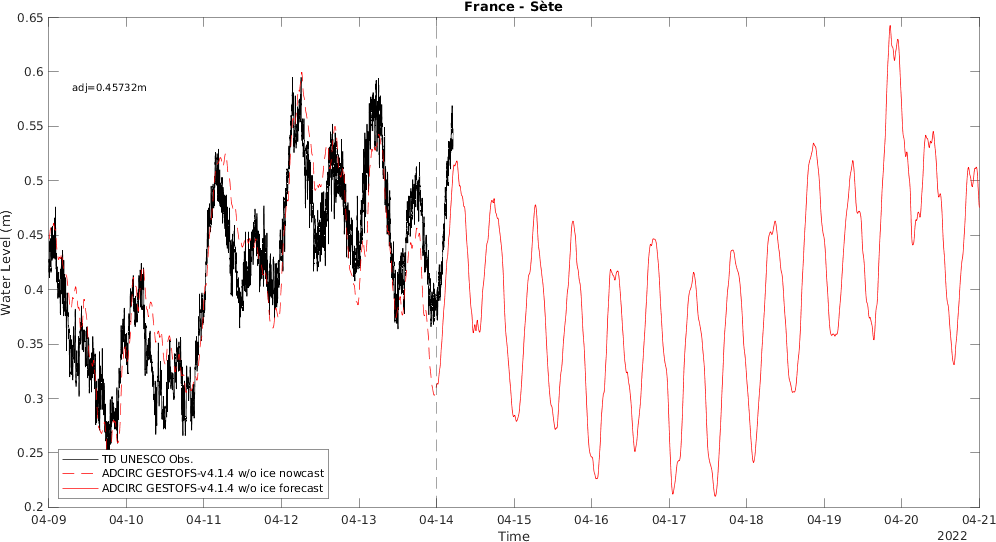 France - Sète
adj=0.45732m
0.65
0.6
0.55
0.5
0.45
0.4
0.35
0.3
0.25
0.2
Water Level (m)
TD UNESCO Obs.
ADCIRC GESTOFS-v4.1.4 w/o ice nowcast
ADCIRC GESTOFS-v4.1.4 w/o ice forecast
04-09 04-10 04-11 04-12 04-13 04-14 04-15 04-16 04-17 04-18 04-19 04-20 04-21
Time
2022